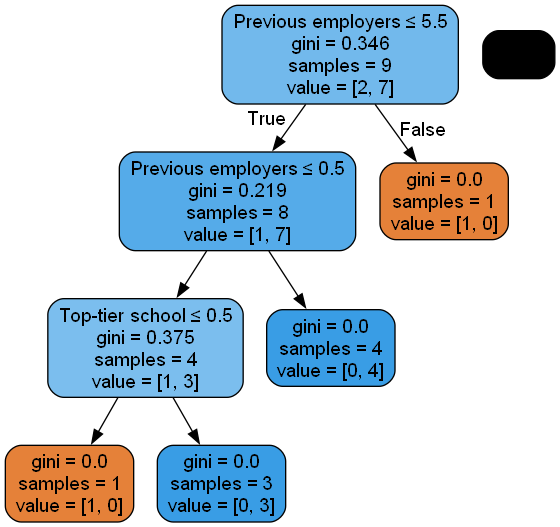 Previous employers ≤ 5.5
gini = 0.346
samples = 9
value = [2, 7]
True
False
Previous employers ≤ 0.5
gini = 0.219
samples = 8
value = [1, 7]
gini = 0.0
samples = 1
value = [1, 0]
Top-tier school ≤ 0.5
gini = 0.375
samples = 4
value = [1, 3]
gini = 0.0
samples = 4
value = [0, 4]
gini = 0.0
samples = 1
value = [1, 0]
gini = 0.0
samples = 3
value = [0, 3]